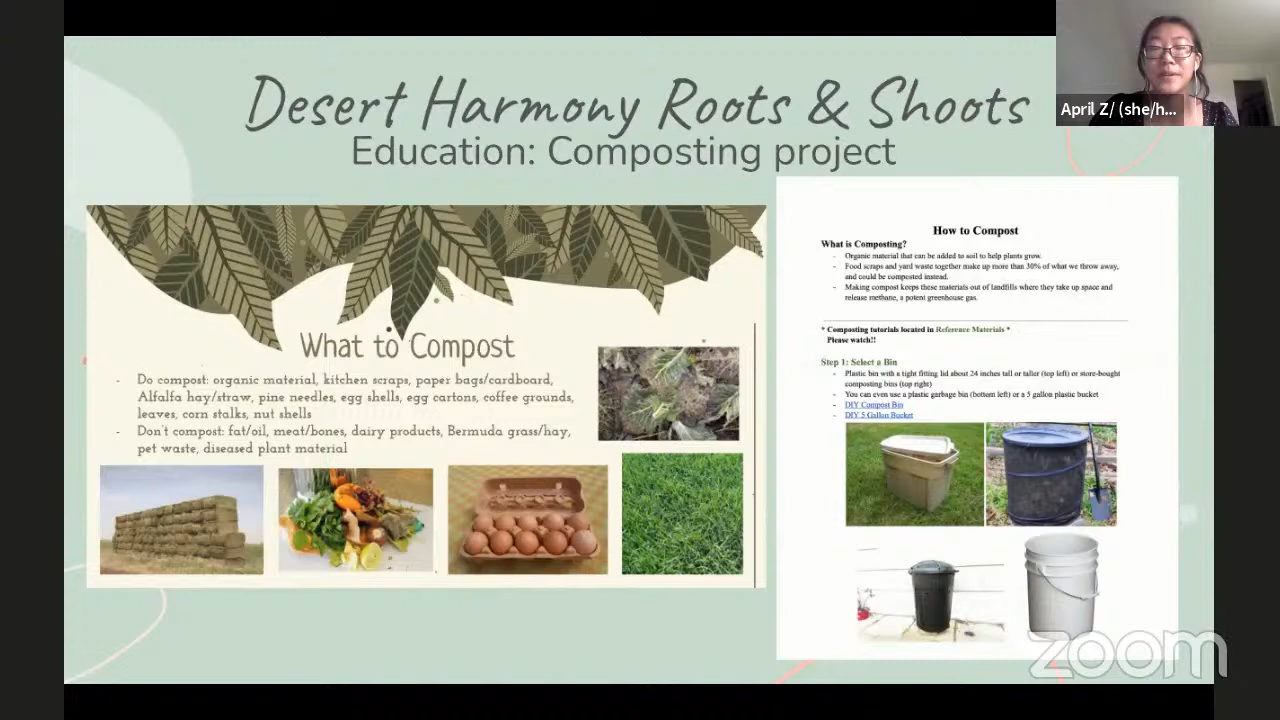 Desert Harmony Roots & Shoots
Education: Composting project
April Z/ (she/h...
What to Compost
- Do compost: organic material, kitchen scraps, paper bags/cardboard,
Alfalfa hay/straw, pine needles, egg shells, egg cartons, coffee grounds,
leaves, corn stalks, nut shells
- Don't compost: fat/oil, meat/bones, dairy products, Bermuda grass/hay,
pet waste, diseased plant material
How to Compost
What is Composting?
- Organic material that can be added to soil to help plants grow.
- Food scraps and yard waste together make up more than 30% of what we throw away,
and could be composted instead.
- Making compost keeps these materials out of landfills where they take up space and
release methane, a potent greenhouse gas.
* Composting tutorials located in Reference Materials *
Please watch!!
Step 1: Select a Bin
- Plastic bin with a tight fitting lid about 24 inches tall or taller (top left) or store-bought
composting bins (top right)
- You can even use a plastic garbage bin (bottom left) or a 5 gallon plastic bucket
- DIY Compost Bin
- DIY 5 Gallon Bucket
zoom